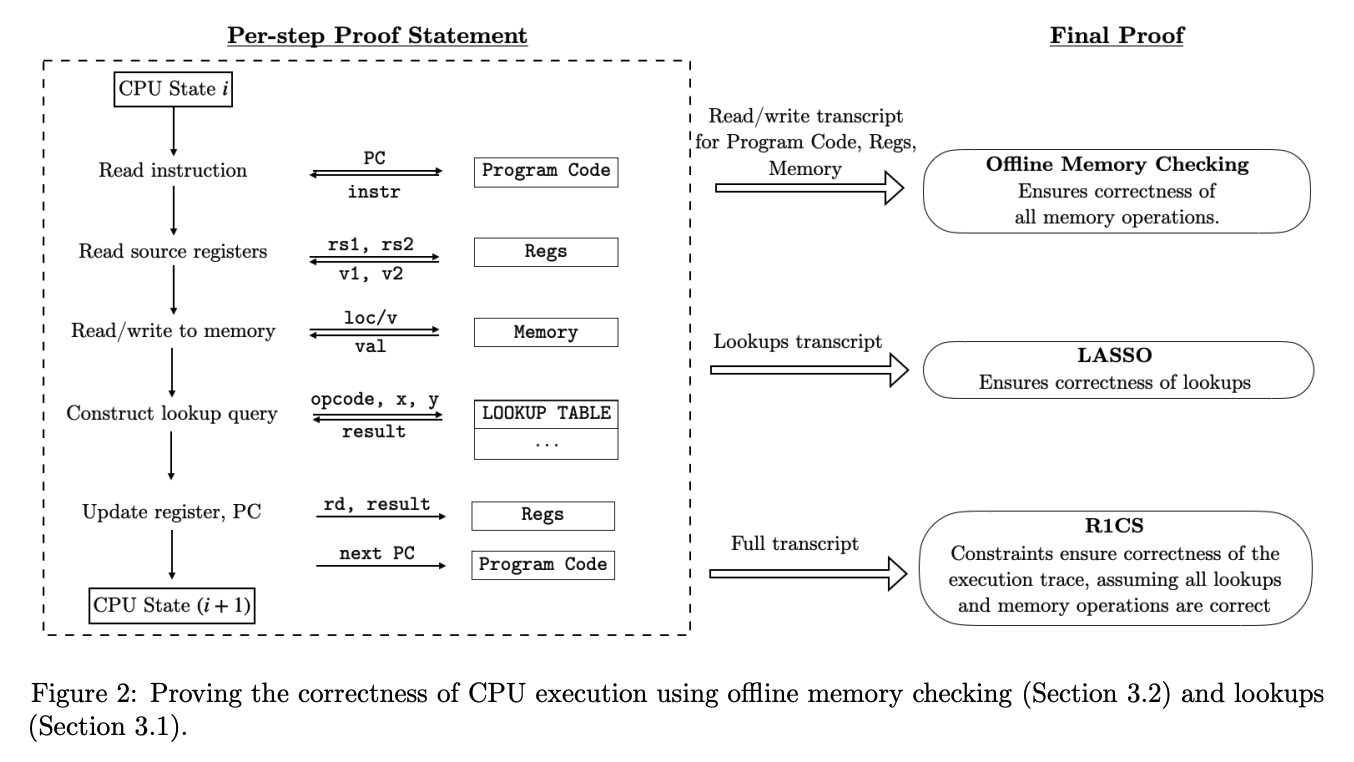 Per-step Proof Statement
CPU State i
Read instruction
PC
instr
Program Code
Read source registers
rs1, rs2
v1, v2
Regs
Read/write to memory
loc/v
val
Memory
Construct lookup query
opcode, x, y
result
LOOKUP TABLE
...
Update register, PC
rd, result
Regs
next PC
Program Code
CPU State (i + 1)
Read/write transcript
for Program Code, Regs,
Memory
Lookups transcript
Full transcript
Final Proof
Offline Memory Checking
Ensures correctness of
all memory operations.
LASSO
Ensures correctness of lookups
R1CS
Constraints ensure correctness of the
execution trace, assuming all lookups
and memory operations are correct
Figure 2: Proving the correctness of CPU execution using offline memory checking (Section 3.2) and lookups
(Section 3.1).